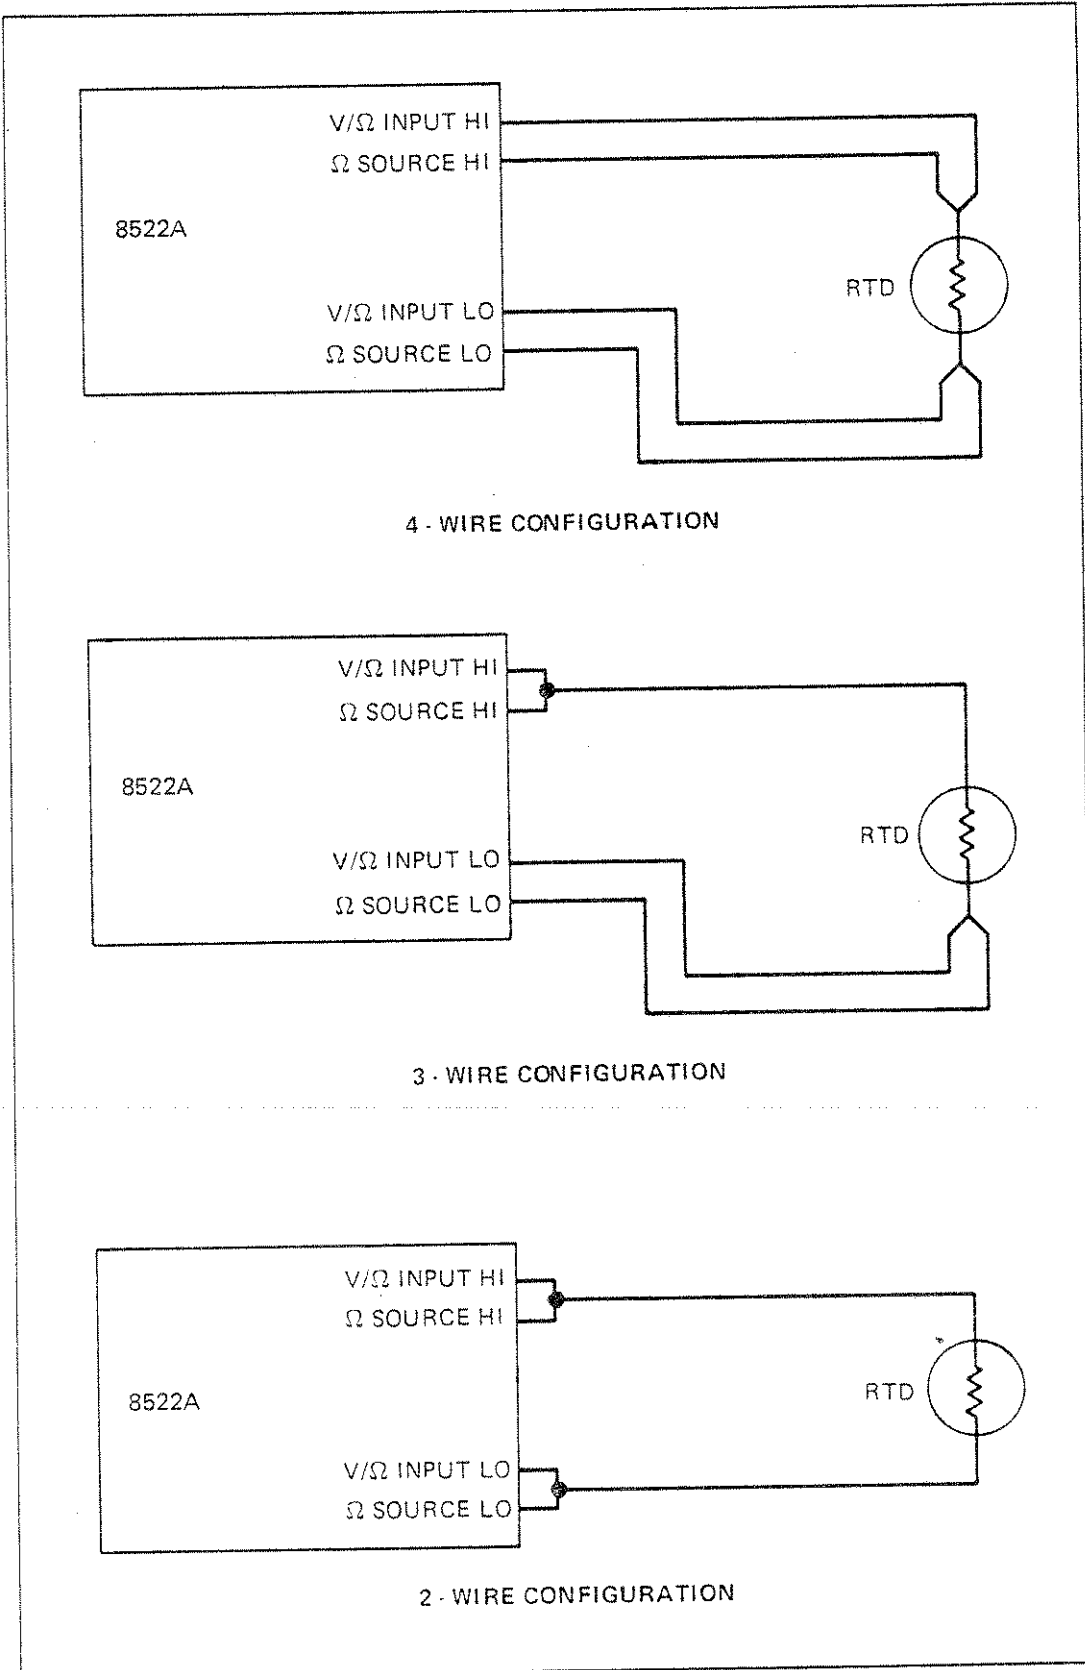 V/Ω INPUT HI
Ω SOURCE HI
8522A
RTD
V/Ω INPUT LO
Ω SOURCE LO
4 - WIRE CONFIGURATION
V/Ω INPUT HI
Ω SOURCE HI
8522A
RTD
V/Ω INPUT LO
Ω SOURCE LO
3 - WIRE CONFIGURATION
V/Ω INPUT HI
Ω SOURCE HI
RTD
8522A
V/Ω INPUT LO
Ω SOURCE LO
2 - WIRE CONFIGURATION